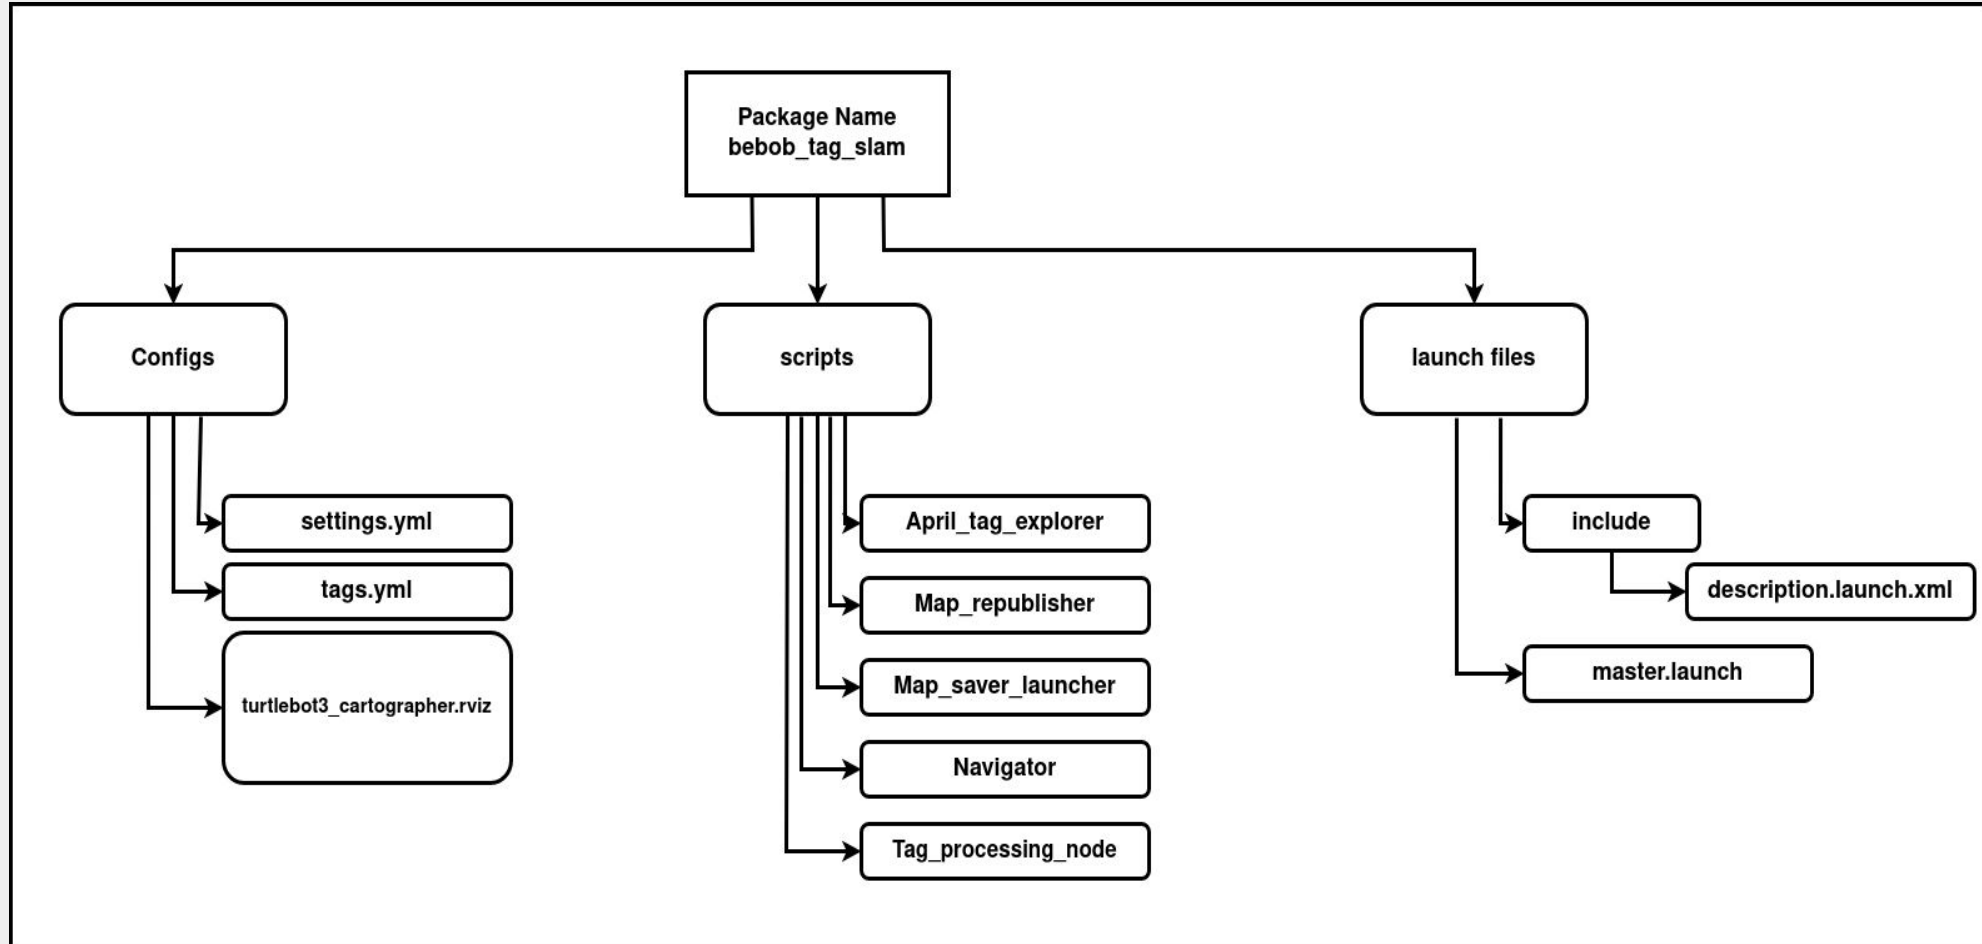 Package Name
bebob_tag_slam
Configs
scripts
launch files
settings.yml
tags.yml
turtlebot3_cartographer.rviz
April_tag_explorer
Map_republisher
Map_saver_launcher
Navigator
Tag_processing_node
include
description.launch.xml
master.launch